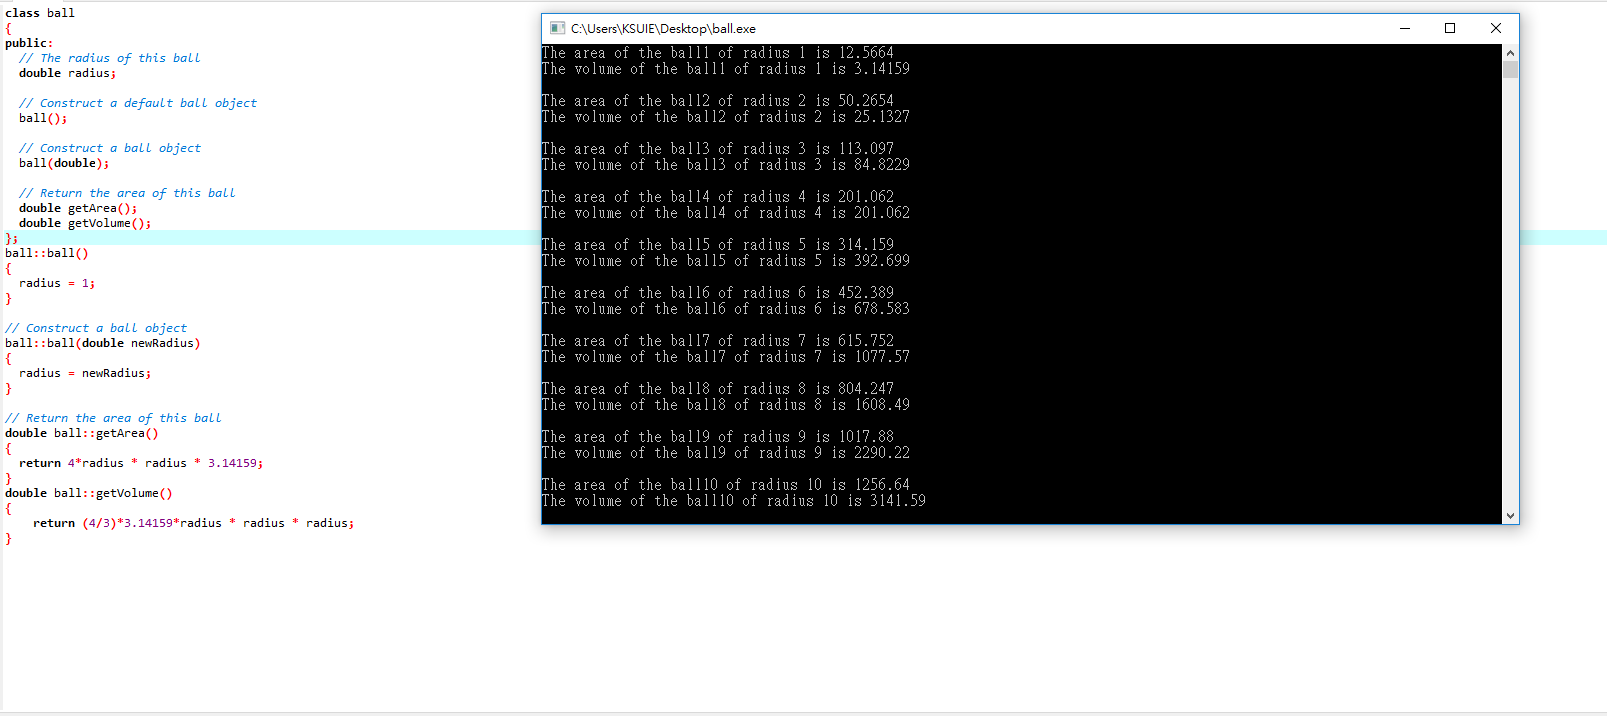 class ball
{
public:
// The radius of this ball
double radius;
// Construct a default ball object
ball();
// Construct a ball object
ball(double);
// Return the area of this ball
double getArea();
double getVolume();
};
ball::ball()
{
radius = 1;
}
// Construct a ball object
ball::ball(double newRadius)
{
radius = newRadius;
}
// Return the area of this ball
double ball::getArea()
{
return 4*radius * radius * 3.14159;
}
double ball::getVolume()
{
return (4/3)*3.14159*radius * radius * radius;
}
C:\Users\KSUIE\Desktop\ball.exe
The area of the ball1 of radius 1 is 12.5664
The volume of the ball1 of radius 1 is 3.14159
The area of the ball2 of radius 2 is 50.2654
The volume of the ball2 of radius 2 is 25.1327
The area of the ball3 of radius 3 is 113.097
The volume of the ball3 of radius 3 is 84.8229
The area of the ball4 of radius 4 is 201.062
The volume of the ball4 of radius 4 is 201.062
The area of the ball5 of radius 5 is 314.159
The volume of the ball5 of radius 5 is 392.699
The area of the ball6 of radius 6 is 452.389
The volume of the ball6 of radius 6 is 678.583
The area of the ball7 of radius 7 is 615.752
The volume of the ball7 of radius 7 is 1077.57
The area of the ball8 of radius 8 is 804.247
The volume of the ball8 of radius 8 is 1608.49
The area of the ball9 of radius 9 is 1017.88
The volume of the ball9 of radius 9 is 2290.22
The area of the ball10 of radius 10 is 1256.64
The volume of the ball10 of radius 10 is 3141.59